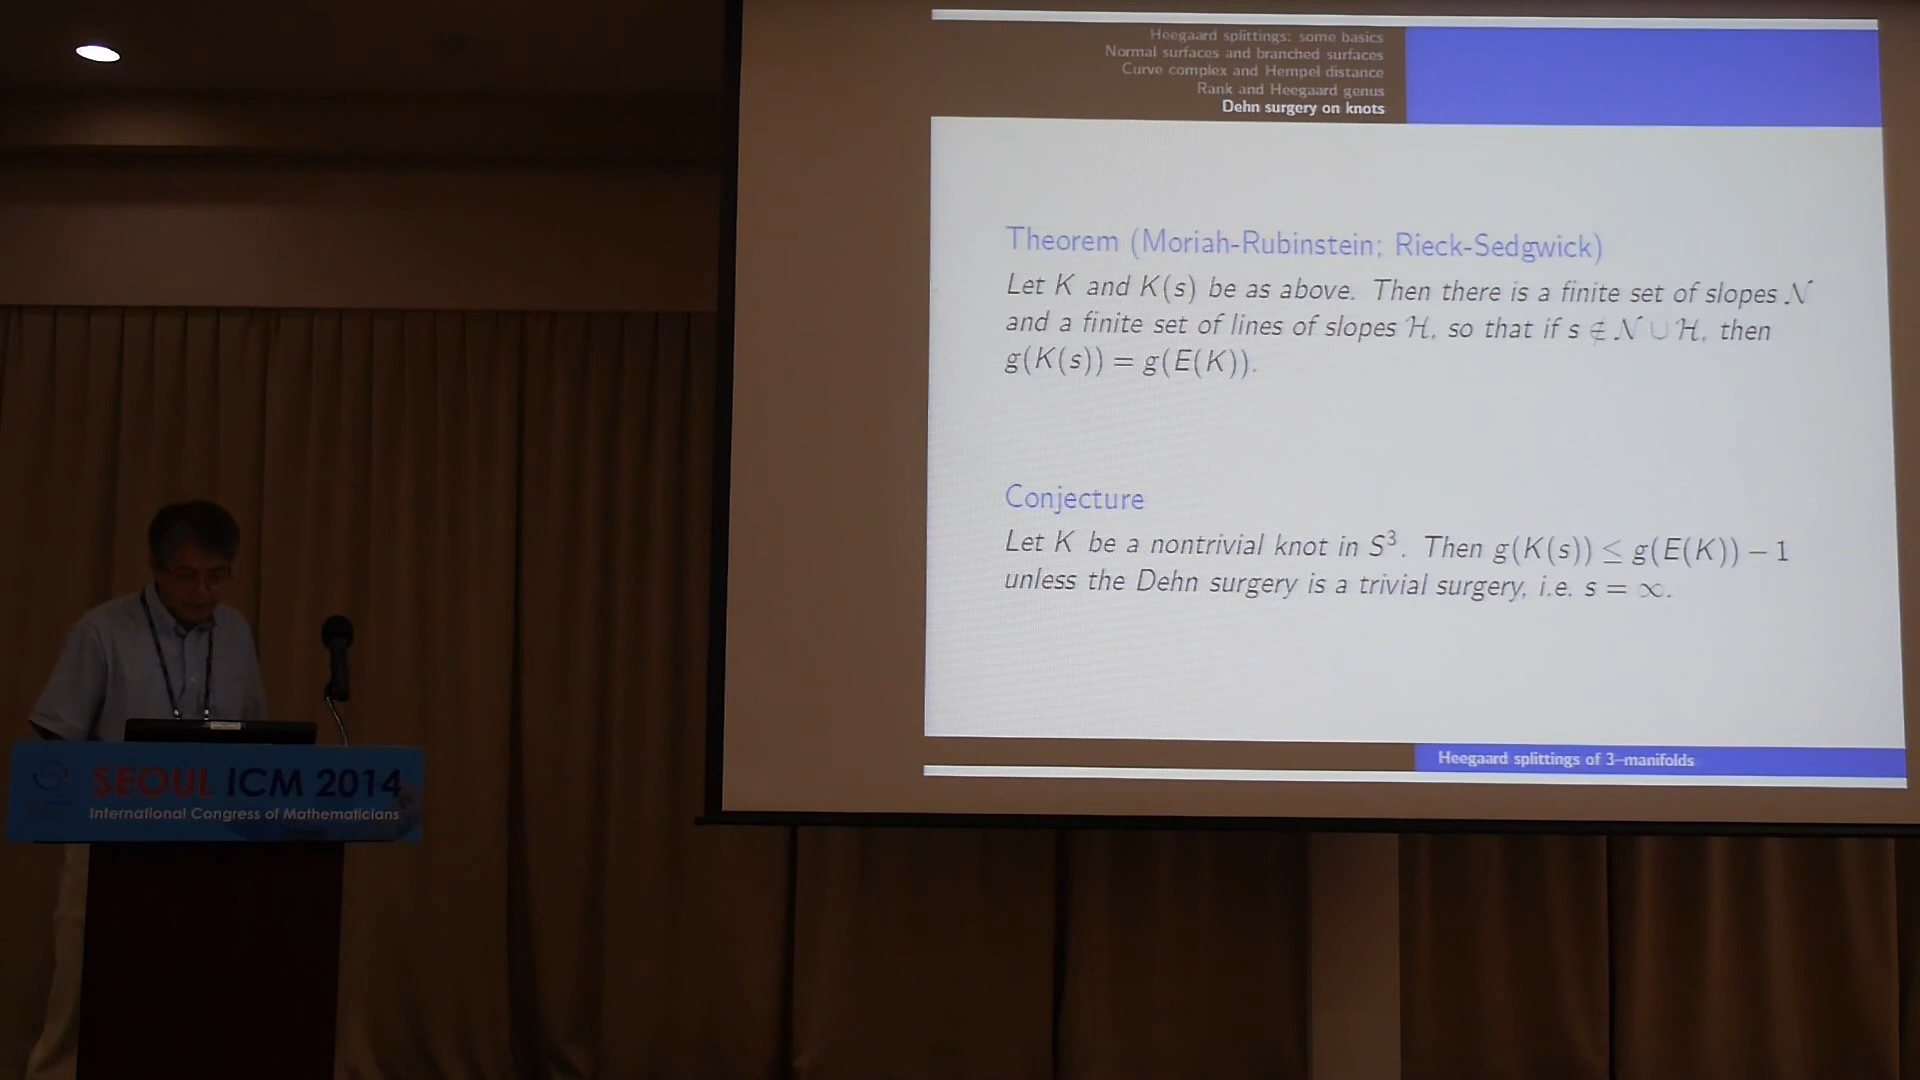 Heegaard splittings: some basics
Normal surfaces and branched surfaces
Curve complex and Hempel distance
Rank and Heegaard genus
Dehn surgery on knots
Theorem (Moriah-Rubinstein; Rieck-Sedgwick)
Let K and K(s) be as above. Then there is a finite set of slopes 𝒩
and a finite set of lines of slopes ℋ, so that if s ∉ 𝒩 ∪ ℋ, then
g(K(s)) = g(E(K)).
Conjecture
Let K be a nontrivial knot in S³. Then g(K(s)) ≤ g(E(K)) − 1
unless the Dehn surgery is a trivial surgery, i.e. s = ∞.
Heegaard splittings of 3–manifolds
SEOUL ICM 2014
International Congress of Mathematicians